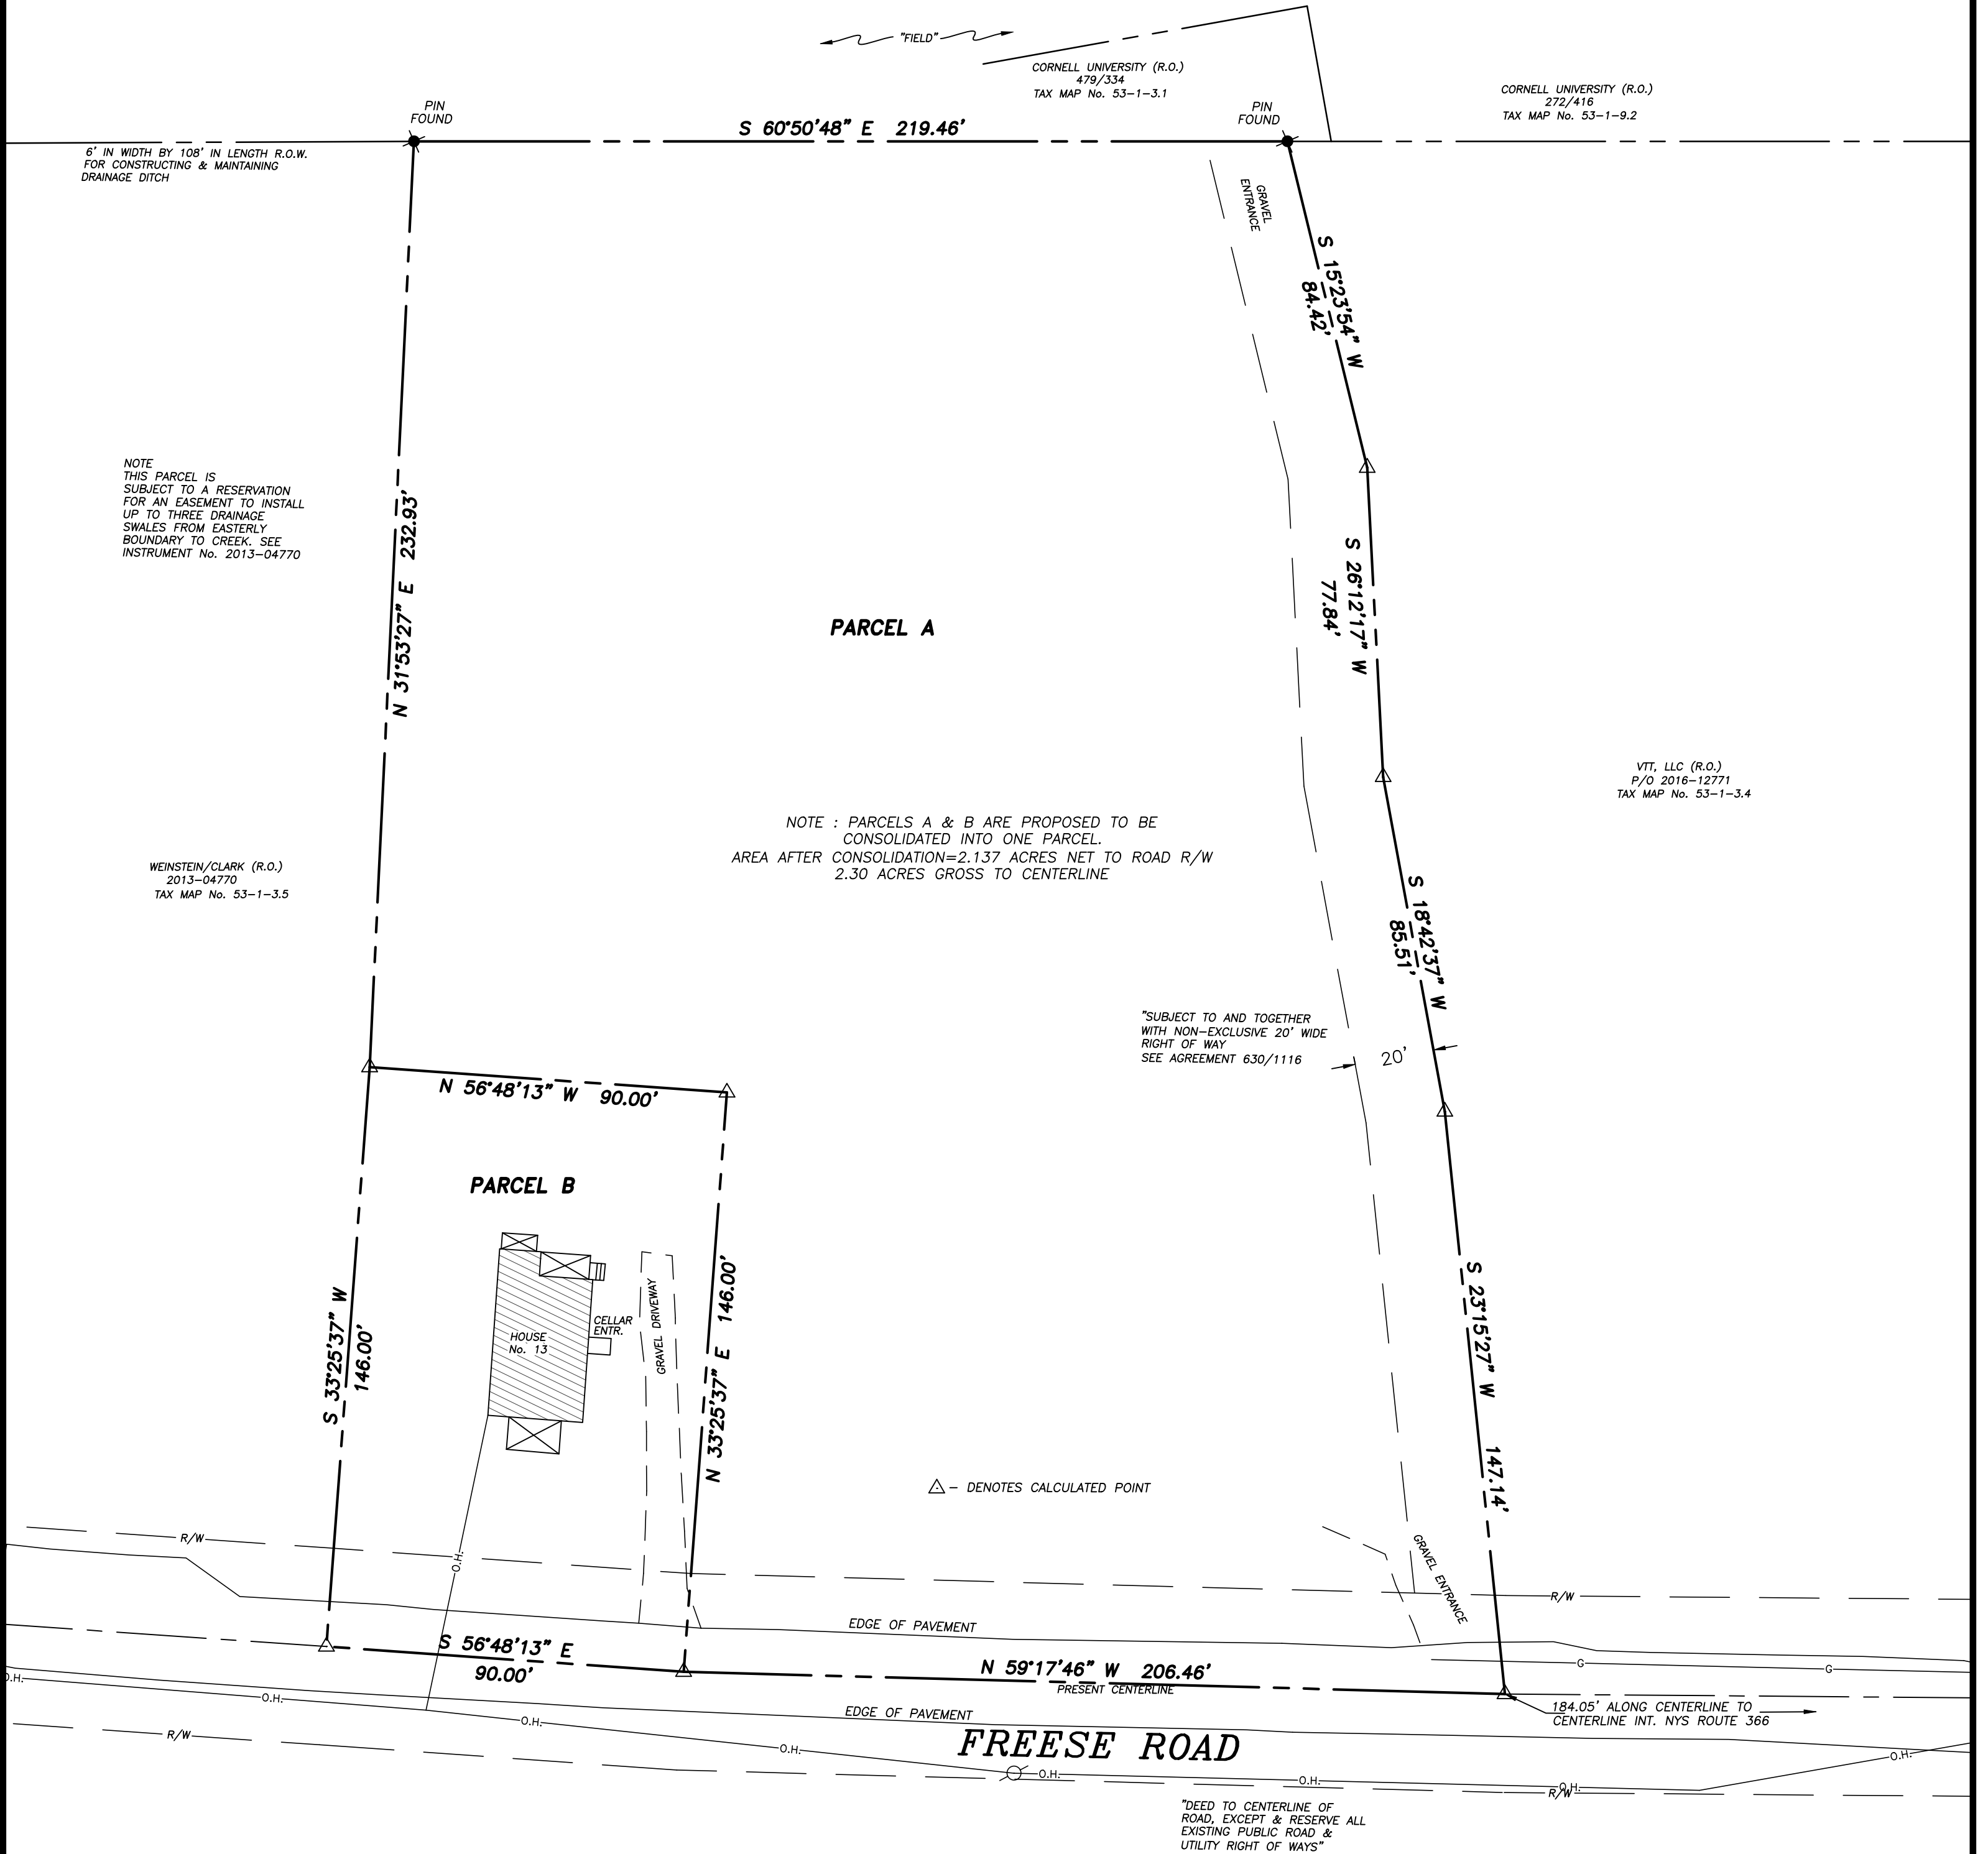 "FIELD"
CORNELL UNIVERSITY (R.O.)
479/334
TAX MAP No. 53-1-3.1
CORNELL UNIVERSITY (R.O.)
272/416
TAX MAP No. 53-1-9.2
PIN
FOUND
S 60°50'48" E 219.46'
PIN
FOUND
6' IN WIDTH BY 108' IN LENGTH R.O.W.
FOR CONSTRUCTING & MAINTAINING
DRAINAGE DITCH
GRAVEL
ENTRANCE
S 15°23'54" W
84.42'
NOTE
THIS PARCEL IS
SUBJECT TO A RESERVATION
FOR AN EASEMENT TO INSTALL
UP TO THREE DRAINAGE
SWALES FROM EASTERLY
BOUNDARY TO CREEK. SEE
INSTRUMENT No. 2013-04770
N 31°53'27" E 232.93'
S 26°12'17" W
77.84'
PARCEL A
VTT, LLC (R.O.)
P/O 2016-12771
TAX MAP No. 53-1-3.4
NOTE : PARCELS A & B ARE PROPOSED TO BE
CONSOLIDATED INTO ONE PARCEL.
AREA AFTER CONSOLIDATION=2.137 ACRES NET TO ROAD R/W
2.30 ACRES GROSS TO CENTERLINE
WEINSTEIN/CLARK (R.O.)
2013-04770
TAX MAP No. 53-1-3.5
S 18°42'37" W
85.51'
"SUBJECT TO AND TOGETHER
WITH NON-EXCLUSIVE 20' WIDE
RIGHT OF WAY
SEE AGREEMENT 630/1116
20'
N 56°48'13" W 90.00'
PARCEL B
S 33°25'37" W
146.00'
HOUSE
No. 13
CELLAR
ENTR.
GRAVEL DRIVEWAY
N 33°25'37" E 146.00'
S 23°15'27" W 147.14'
- DENOTES CALCULATED POINT
R/W
O.H.
GRAVEL ENTRANCE
R/W
EDGE OF PAVEMENT
S 56°48'13" E
90.00'
N 59°17'46" W 206.46'
PRESENT CENTERLINE
G
G
O.H.
O.H.
O.H.
EDGE OF PAVEMENT
184.05' ALONG CENTERLINE TO
CENTERLINE INT. NYS ROUTE 366
R/W
FREESE ROAD
O.H.
O.H.
O.H.
O.H.
O.H.
R/W
"DEED TO CENTERLINE OF
ROAD, EXCEPT & RESERVE ALL
EXISTING PUBLIC ROAD &
UTILITY RIGHT OF WAYS"